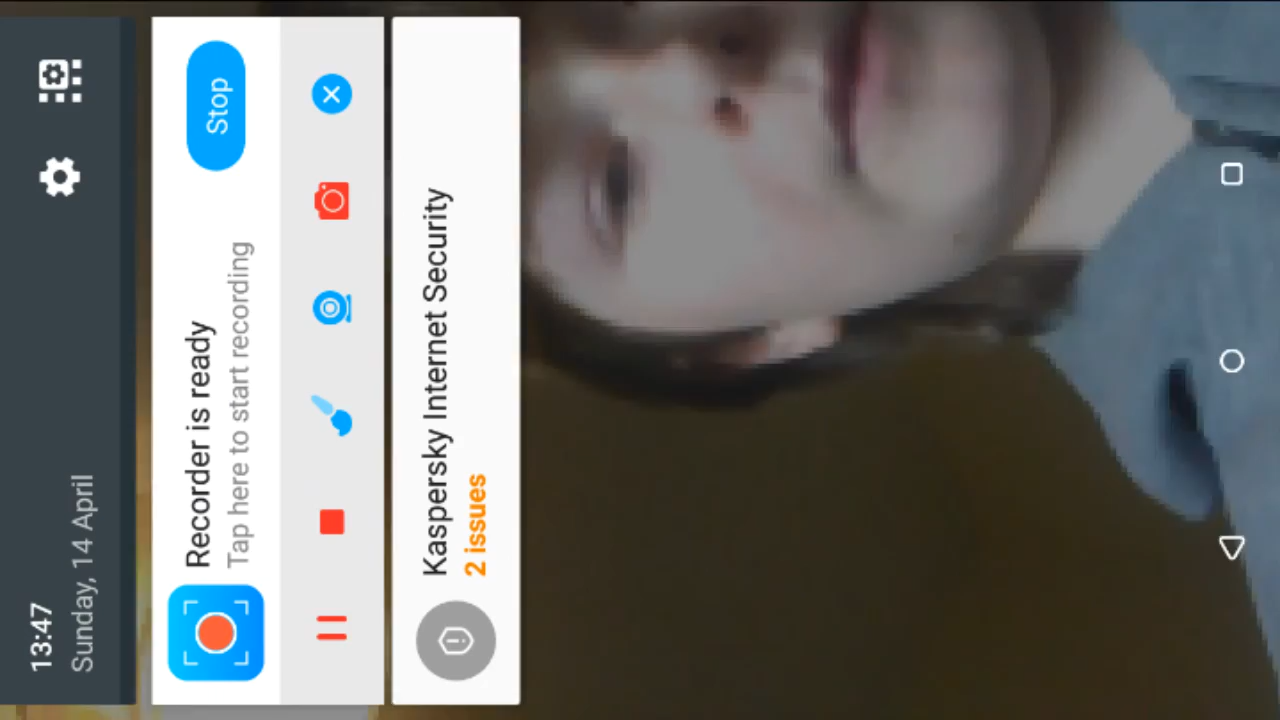 13:47
Sunday, 14 April
Recorder is ready
Tap here to start recording
Stop
Kaspersky Internet Security
2 issues